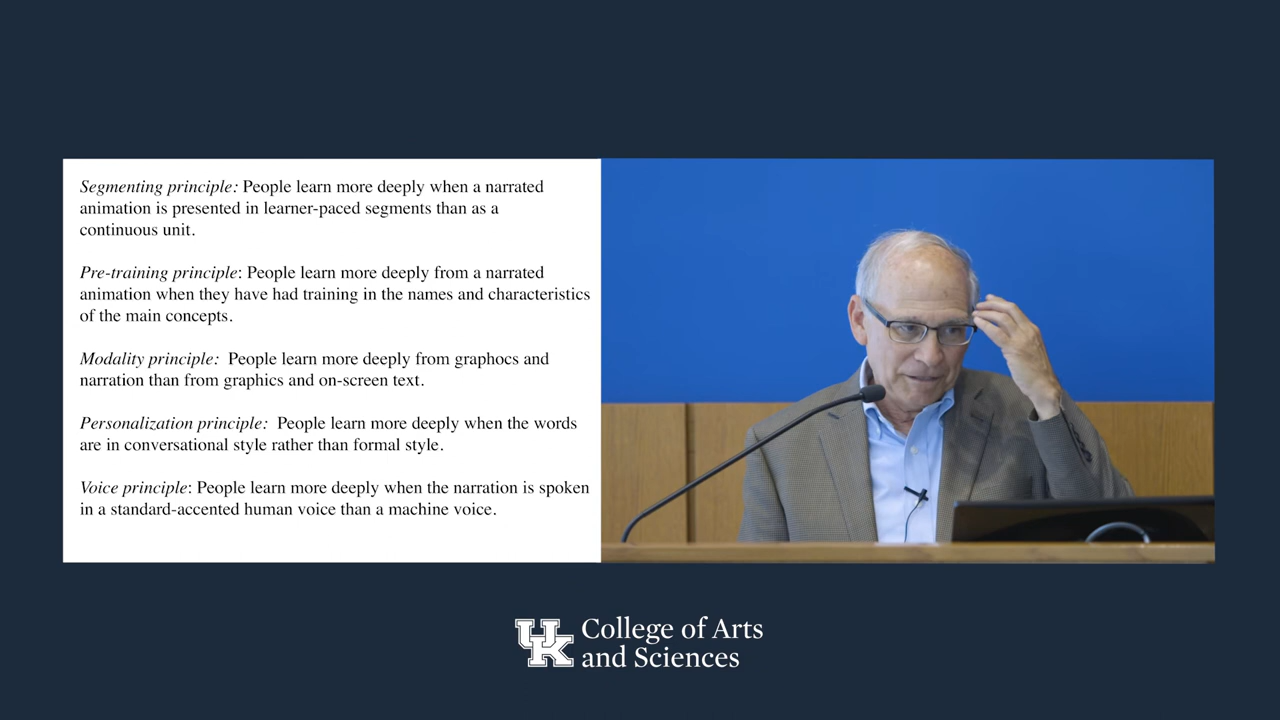 Segmenting principle: People learn more deeply when a narrated
animation is presented in learner-paced segments than as a
continuous unit.
Pre-training principle: People learn more deeply from a narrated
animation when they have had training in the names and characteristics
of the main concepts.
Modality principle: People learn more deeply from graphocs and
narration than from graphics and on-screen text.
Personalization principle: People learn more deeply when the words
are in conversational style rather than formal style.
Voice principle: People learn more deeply when the narration is spoken
in a standard-accented human voice than a machine voice.
UK College of Arts
and Sciences